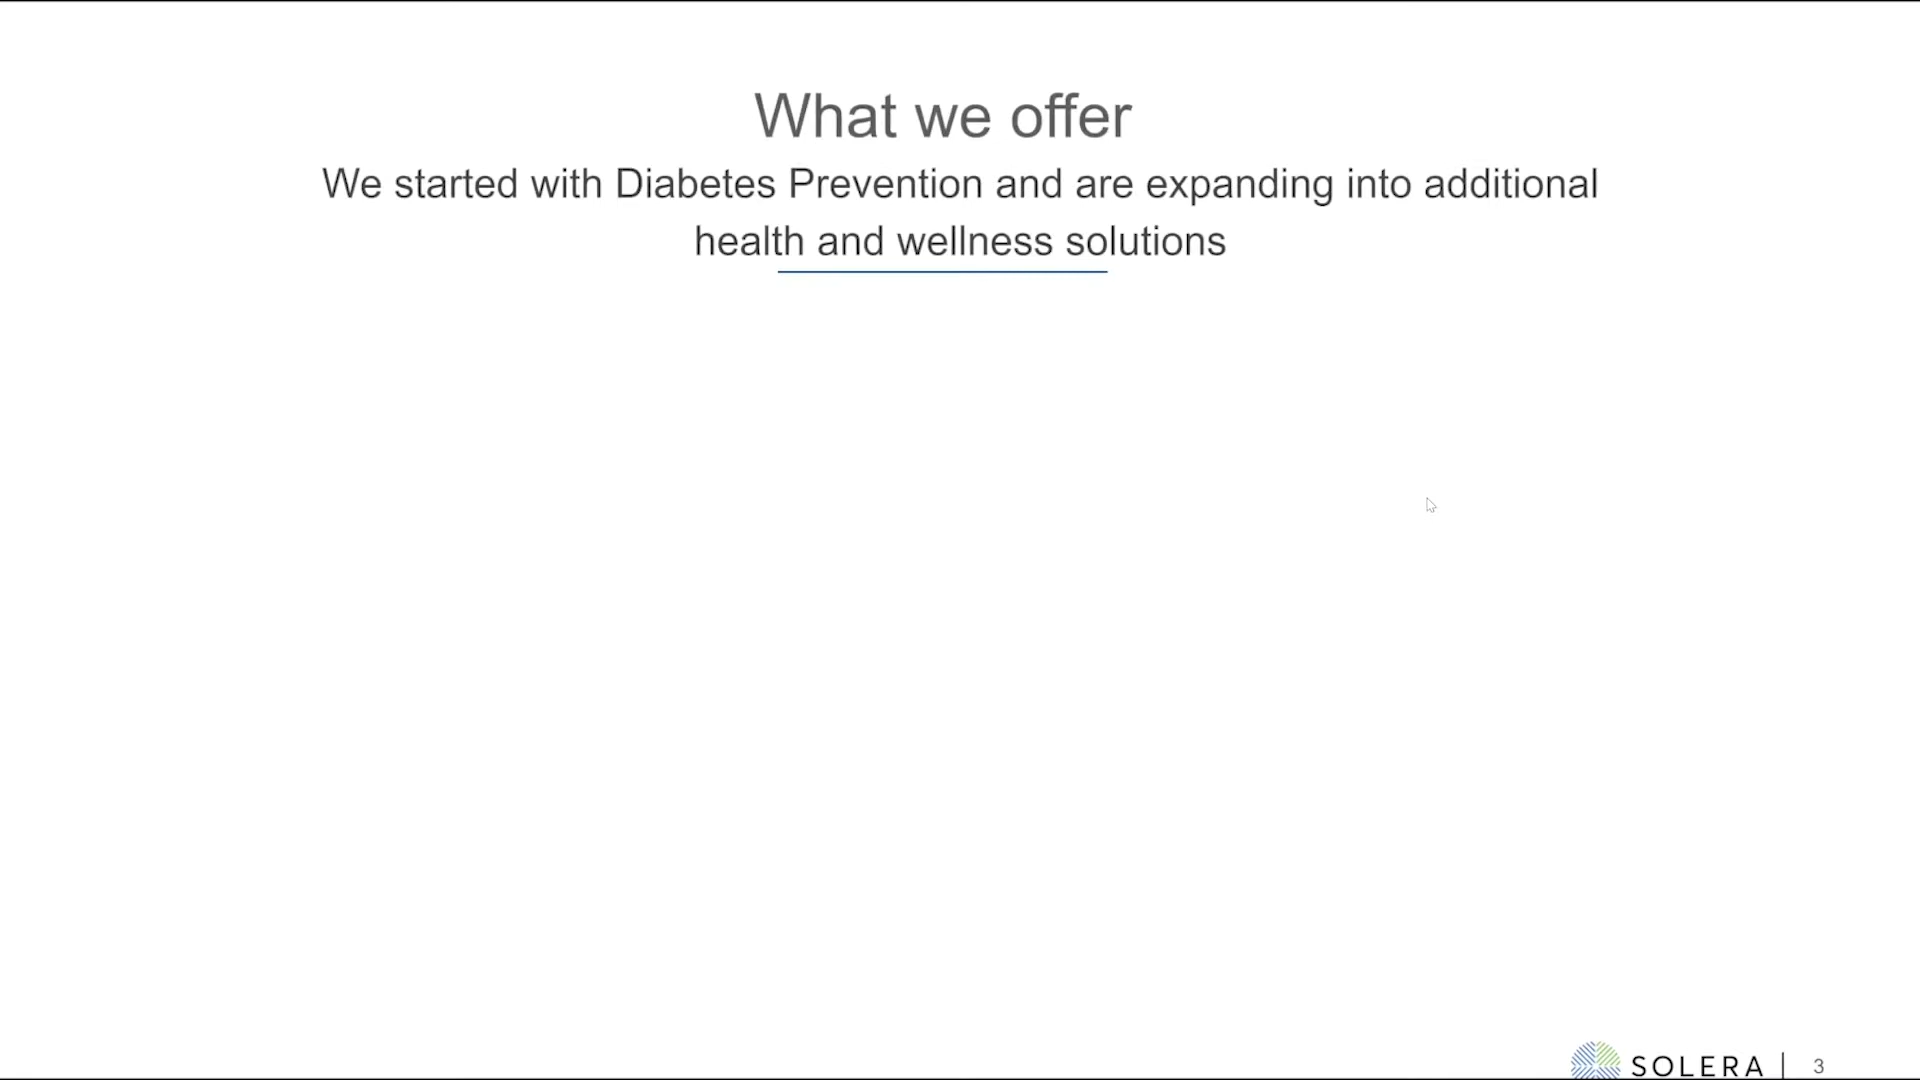 What we offer
We started with Diabetes Prevention and are expanding into additional
health and wellness solutions
SOLERA | 3